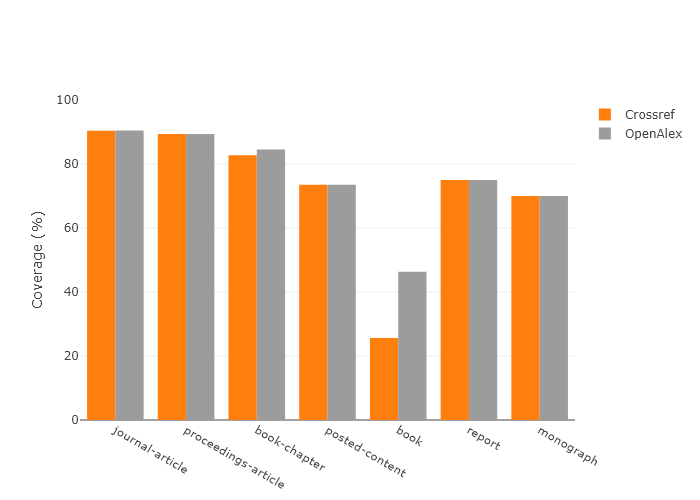 100
80
60
40
20
0
Coverage (%)
journal-article
proceedings-article
book-chapter
posted-content
book
report
monograph
Crossref
OpenAlex